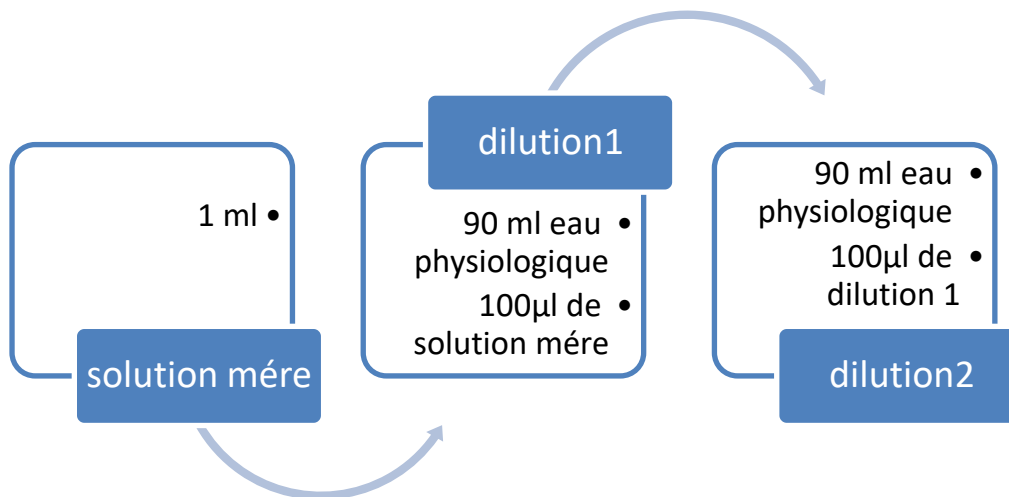 1 ml •
solution mére
dilution1
90 ml eau •
physiologique
100µl de •
solution mére
90 ml eau •
physiologique
100µl de •
dilution 1
dilution2